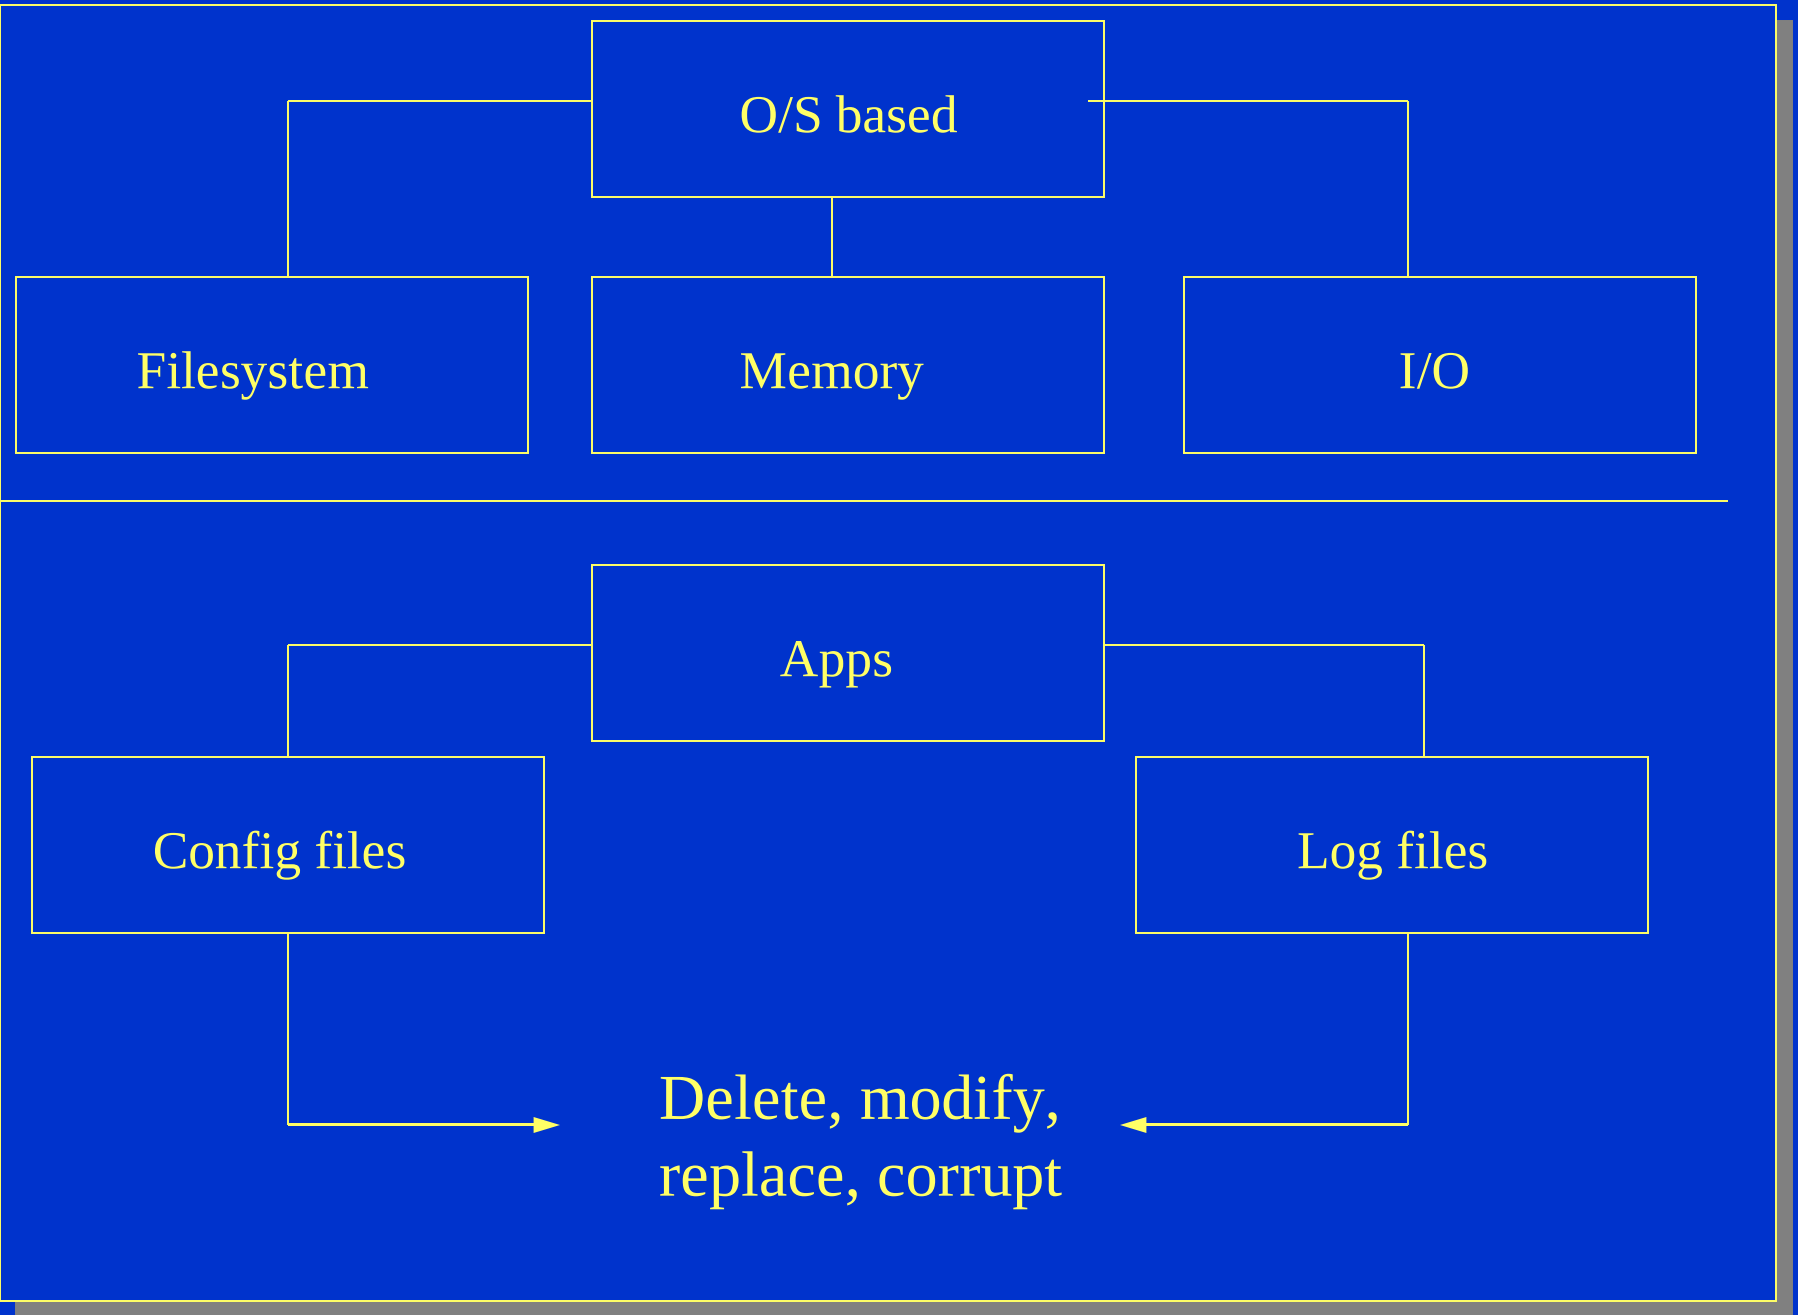 O/S based
Filesystem
Memory
I/O
Apps
Config files
Log files
Delete, modify,
replace, corrupt